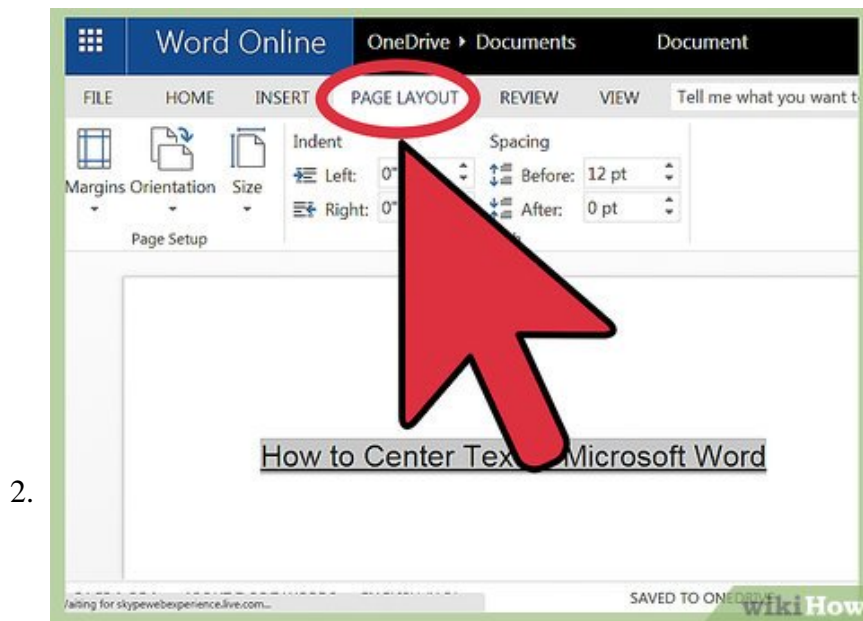 Word Online OneDrive ▸ Documents Document
FILE HOME INSERT PAGE LAYOUT REVIEW VIEW Tell me what you want t
Indent Spacing
Margins Orientation Size Left: 0" Before: 12 pt
Right: 0" After: 0 pt
Page Setup
How to Center Microsoft Word
2.
SAVED TO
wikiHow